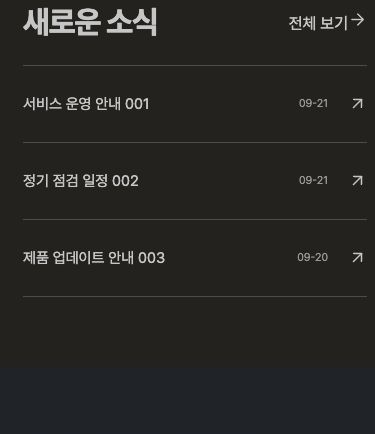 새로운 소식
전체 보기
서비스 운영 안내 001 09-21
정기 점검 일정 002 09-21
제품 업데이트 안내 003 09-20